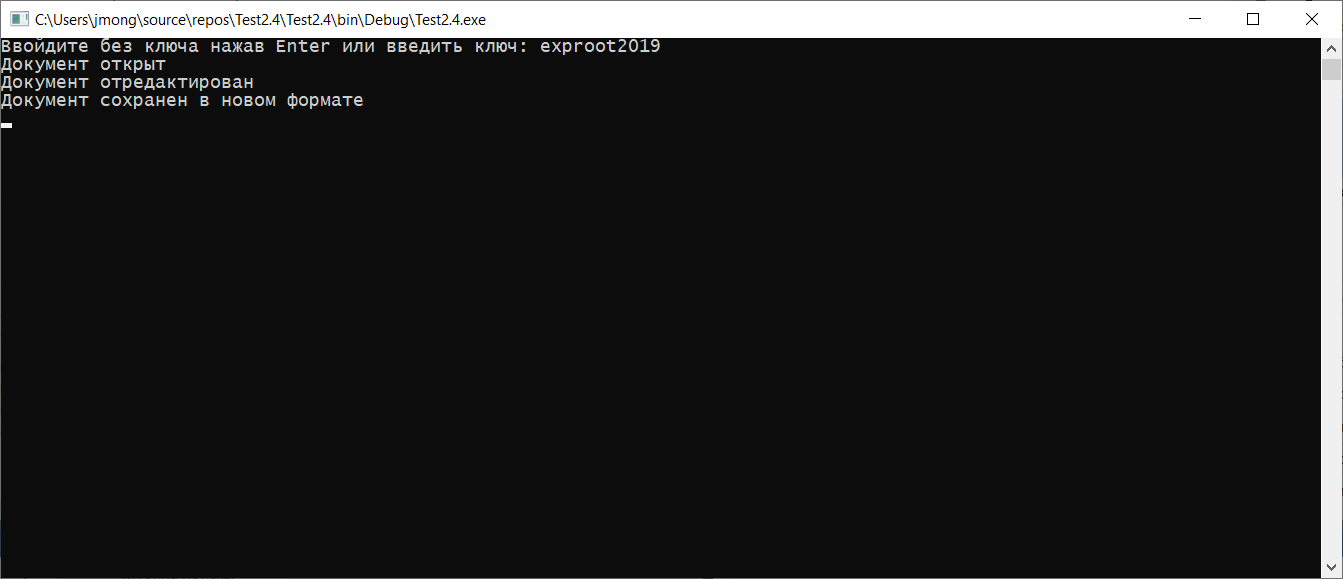 C:\Users\jmong\source\repos\Test2.4\Test2.4\bin\Debug\Test2.4.exe
Ввойдите без ключа нажав Enter или введить ключ: exproot2019
Документ открыт
Документ отредактирован
Документ сохранен в новом формате